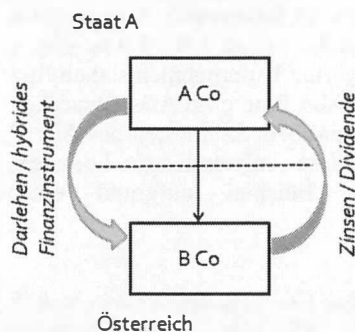 Staat A
A Co
Darlehen / hybrides
Finanzinstrument
Zinsen / Dividende
B Co
Österreich